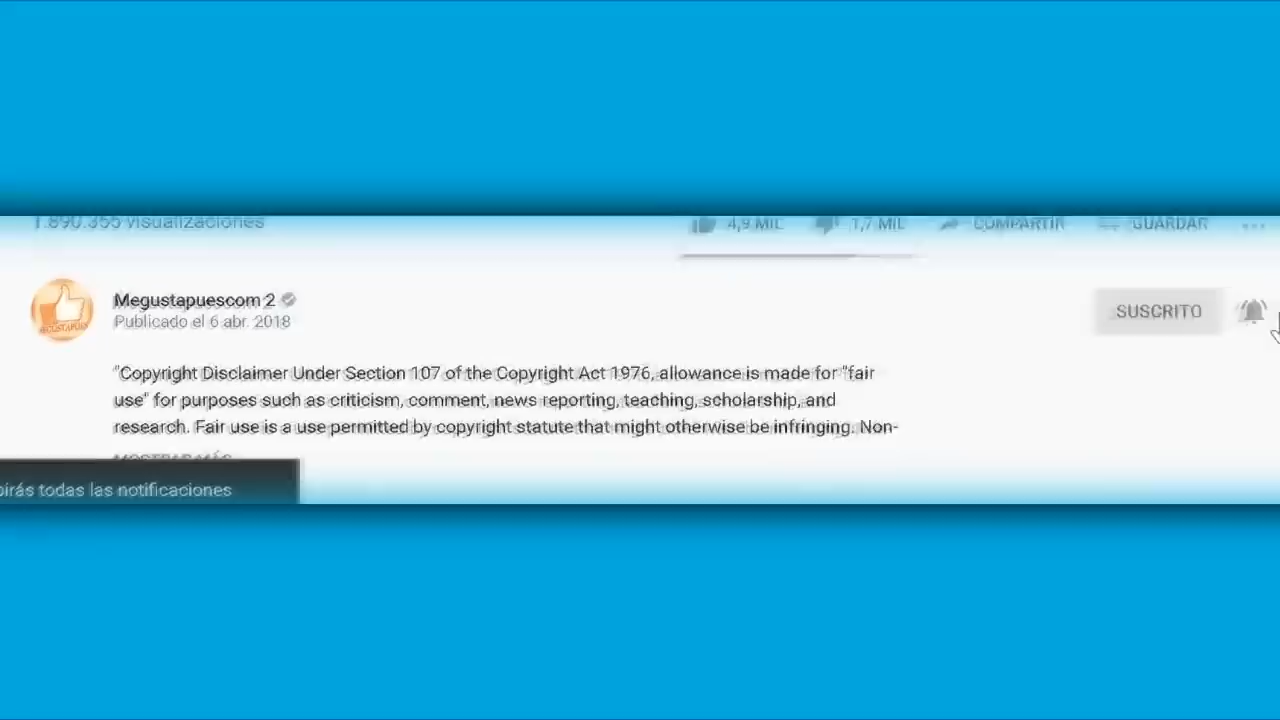 1.890.355 visualizaciones
4,9 MIL 1,7 MIL COMPARTIR GUARDAR
Megustapuescom 2
Publicado el 6 abr. 2018
SUSCRITO
"Copyright Disclaimer Under Section 107 of the Copyright Act 1976, allowance is made for "fair
use" for purposes such as criticism, comment, news reporting, teaching, scholarship, and
research. Fair use is a use permitted by copyright statute that might otherwise be infringing. Non-
MOSTRAR MÁS
birás todas las notificaciones